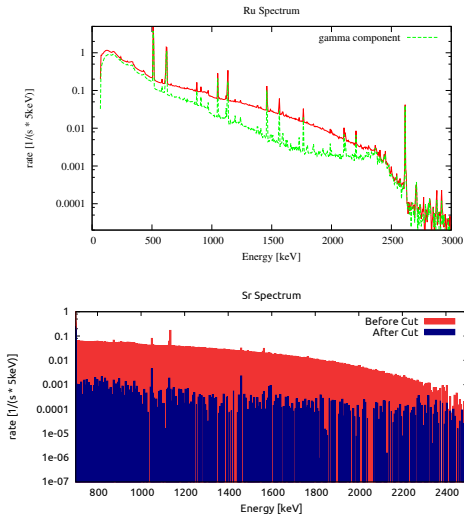 Ru Spectrum
gamma component
rate [1/(s * 5keV]
1
0.1
0.01
0.001
0.0001
0 500 1000 1500 2000 2500 3000
Energy [keV]
Sr Spectrum
Before Cut
After Cut
rate [1/(s * 5keV]
1
0.1
0.01
0.001
0.0001
1e-05
1e-06
1e-07
800 1000 1200 1400 1600 1800 2000 2200 2400
Energy [keV]